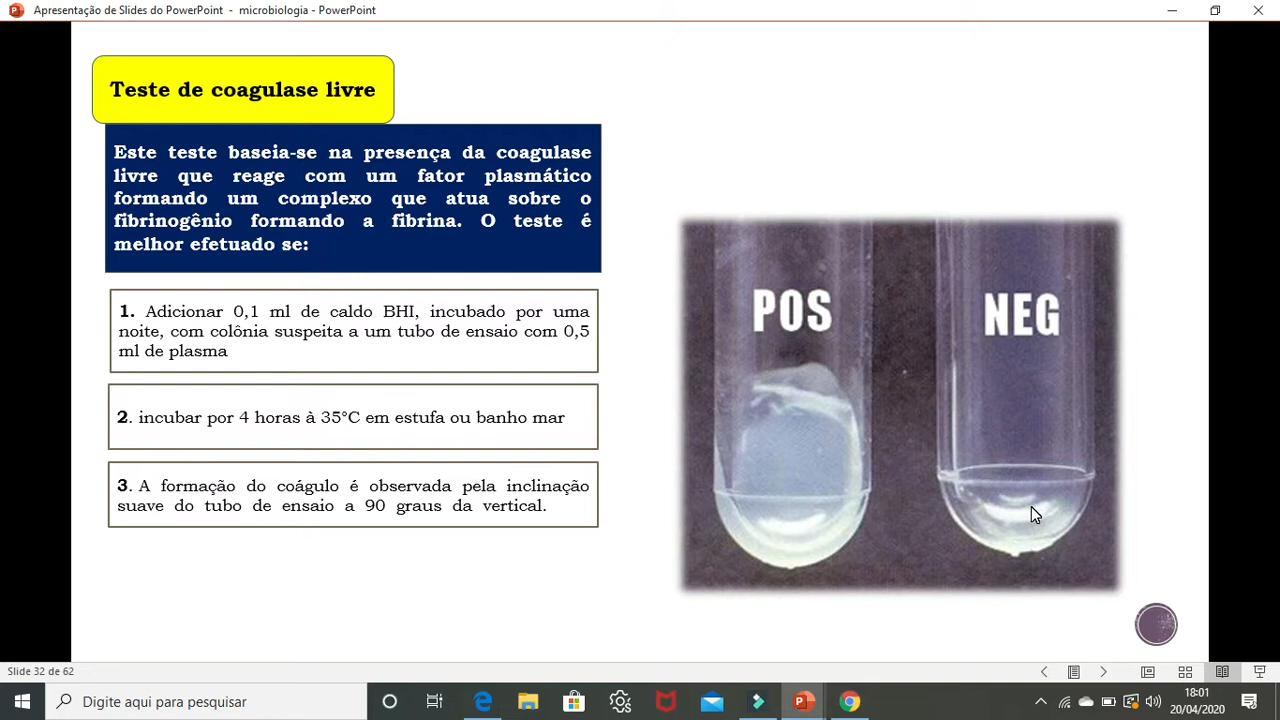 Apresentação de Slides do PowerPoint - microbiologia - PowerPoint
Teste de coagulase livre
Este teste baseia-se na presença da coagulase
livre que reage com um fator plasmático
formando um complexo que atua sobre o
fibrinogênio formando a fibrina. O teste é
melhor efetuado se:
1. Adicionar 0,1 ml de caldo BHI, incubado por uma
noite, com colônia suspeita a um tubo de ensaio com 0,5
ml de plasma
2. incubar por 4 horas à 35°C em estufa ou banho mar
3. A formação do coágulo é observada pela inclinação
suave do tubo de ensaio a 90 graus da vertical.
POS
NEG
Slide 32 de 62
Digite aqui para pesquisar
18:01
20/04/2020